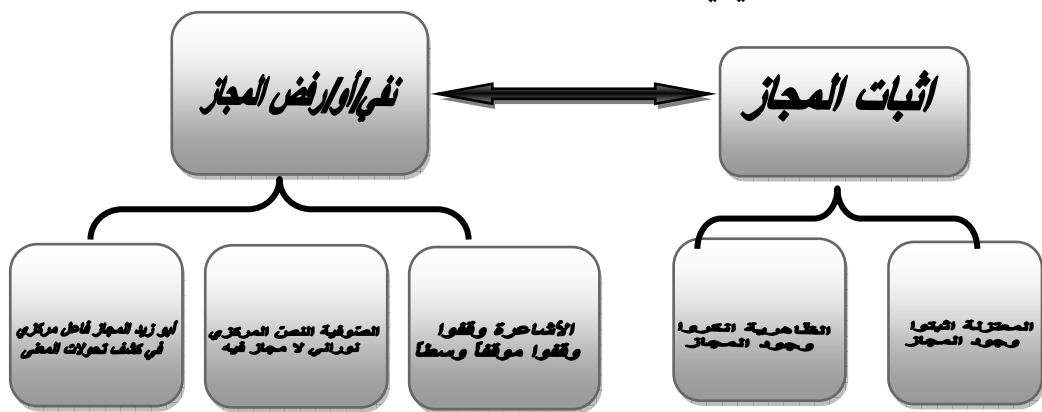 اثبات المجاز
نفي/أو/رفض المجاز
المعتزلة اثبتوا
وجود المجاز
الظاهرية انكروا
وجود المجاز
الأشاعرة وقفوا
وقفوا موقفاً وسطاً
الصوفية النص المركزي
نوراني لا مجاز فيه
أبو زيد المجاز فاعل مركزي
في كشف تحولات المعنى